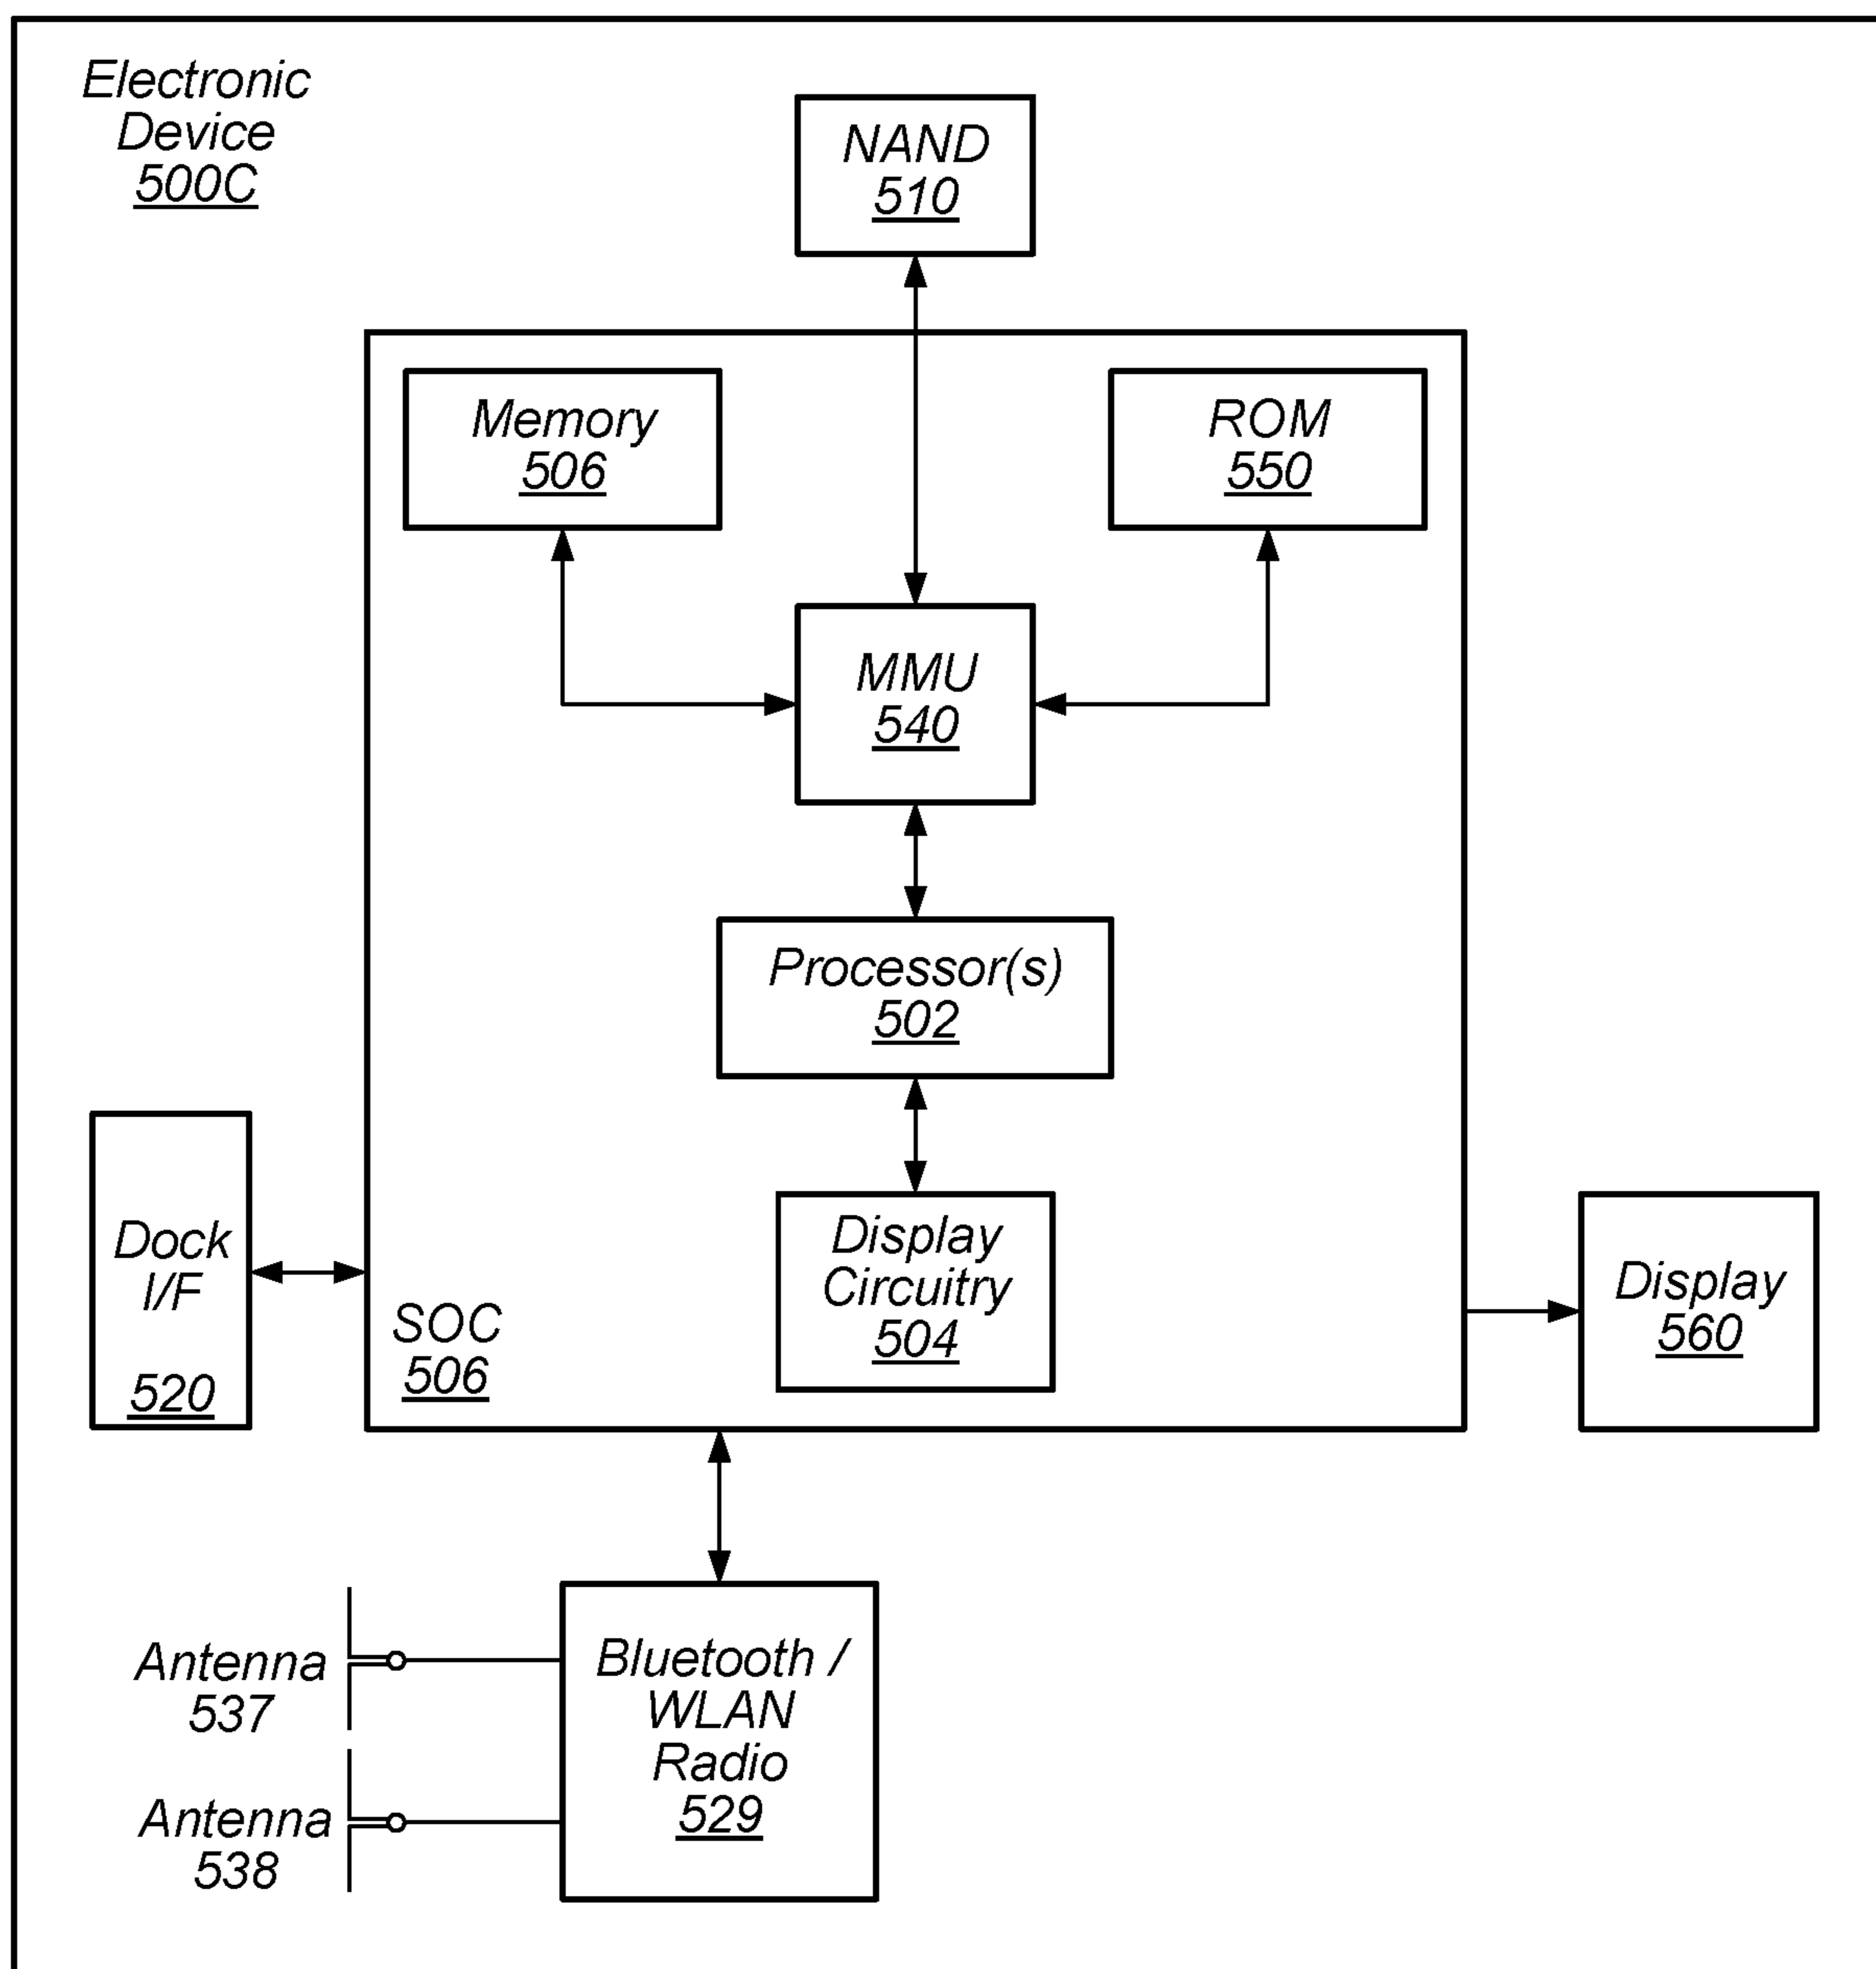 Electronic
Device
500C
NAND
510
Memory
506
ROM
550
MMU
540
Processor(s)
502
Dock
I/F
520
SOC
506
Display
Circuitry
504
Display
560
Antenna
537
Antenna
538
Bluetooth /
WLAN
Radio
529